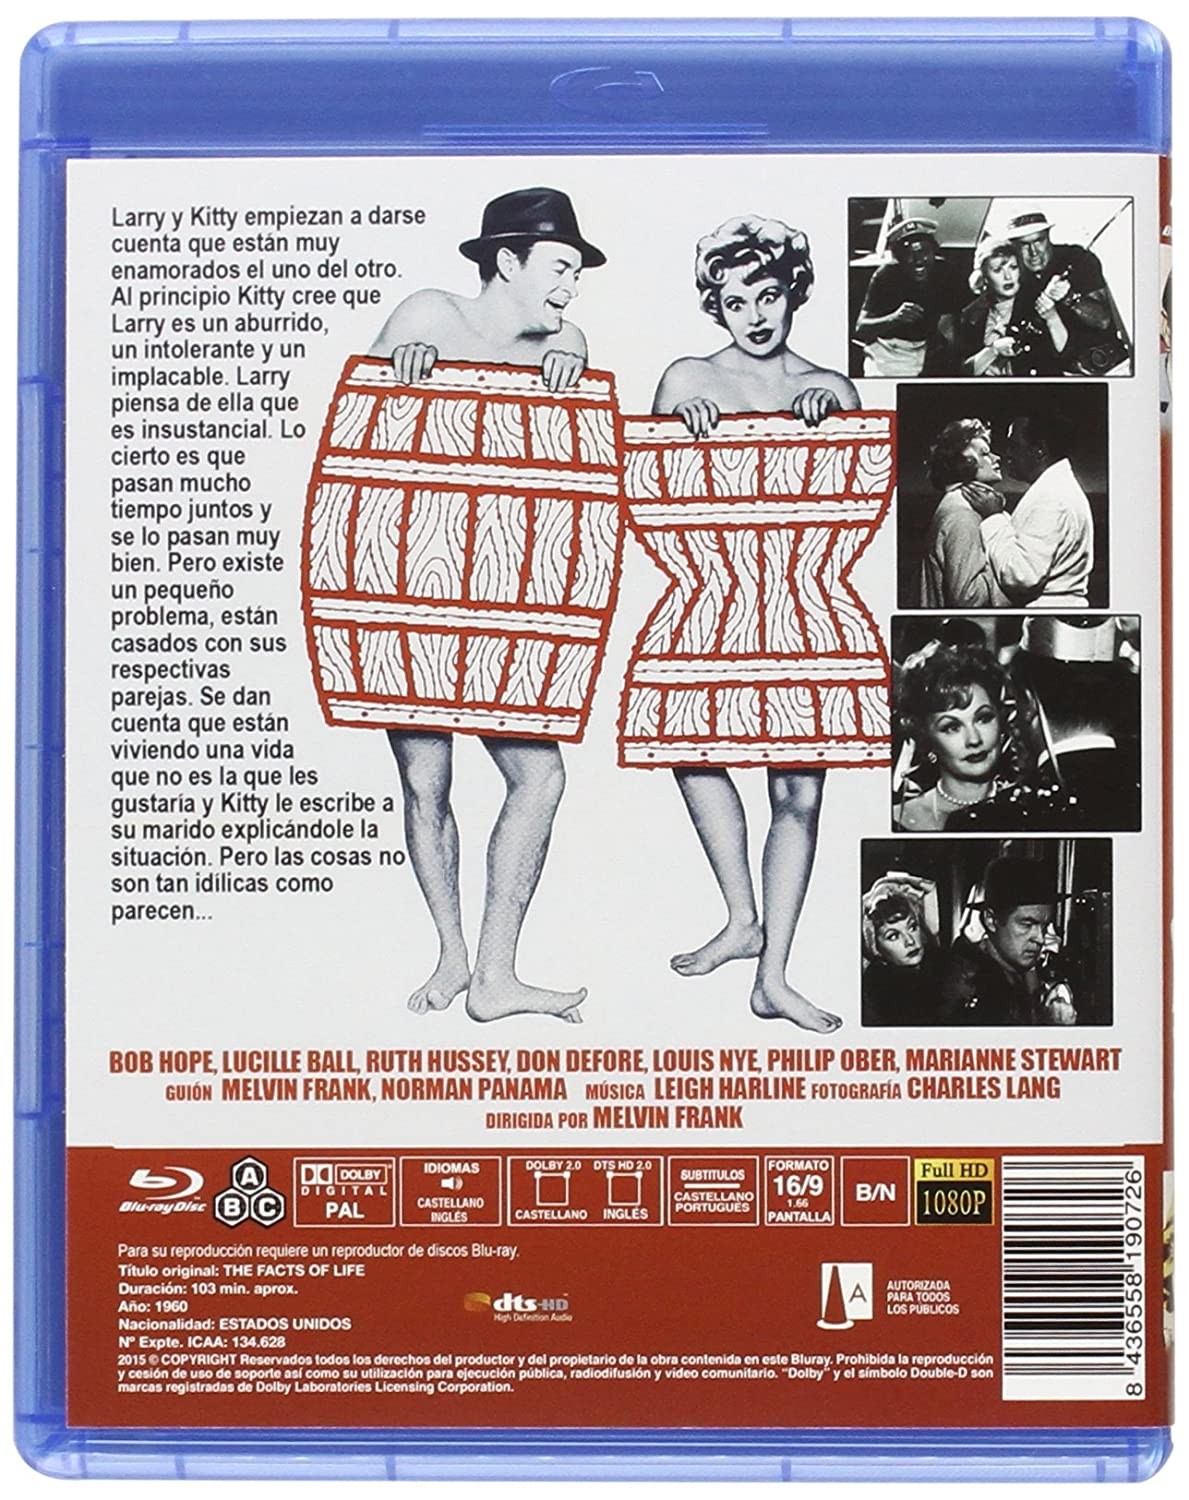 Larry y Kitty empiezan a darse
cuenta que están muy
enamorados el uno del otro.
Al principio Kitty cree que
Larry es un aburrido,
un intolerante y un
implacable. Larry
piensa de ella que
es insustancial. Lo
cierto es que
pasan mucho
tiempo juntos y
se lo pasan muy
bien. Pero existe
un pequeño
problema, están
casados con sus
respectivas
parejas. Se dan
cuenta que están
viviendo una vida
que no es la que les
gustaría y Kitty le escribe a
su marido explicándole la
situación. Pero las cosas no
son tan idílicas como
parecen...
BOB HOPE, LUCILLE BALL, RUTH HUSSEY, DON DEFORE, LOUIS NYE, PHILIP OBER, MARIANNE STEWART
GUIÓN MELVIN FRANK, NORMAN PANAMA MÚSICA LEIGH HARLINE FOTOGRAFÍA CHARLES LANG
DIRIGIDA POR MELVIN FRANK
Blu-ray Disc
A
B C
DOLBY
DIGITAL
PAL
IDIOMAS
CASTELLANO
INGLÉS
DOLBY 2.0 DTS HD 2.0
CASTELLANO INGLÉS
SUBTITULOS
CASTELLANO
PORTUGUÉS
FORMATO
16/9
1.66
PANTALLA
B/N
Full HD
1080P
Para su reproducción requiere un reproductor de discos Blu-ray.
Título original: THE FACTS OF LIFE
Duración: 103 min. aprox.
Año: 1960
Nacionalidad: ESTADOS UNIDOS
Nº Expte. ICAA: 134.628
dts-HD
High Definition Audio
A
AUTORIZADA
PARA TODOS
LOS PÚBLICOS
2015 © COPYRIGHT Reservados todos los derechos del productor y del propietario de la obra contenida en este Bluray. Prohibida la reproducción
y cesión de uso de soporte así como su utilización para ejecución pública, radiodifusión y video comunitario. “Dolby” y el símbolo Double-D son
marcas registradas de Dolby Laboratories Licensing Corporation.
8 436558 190726